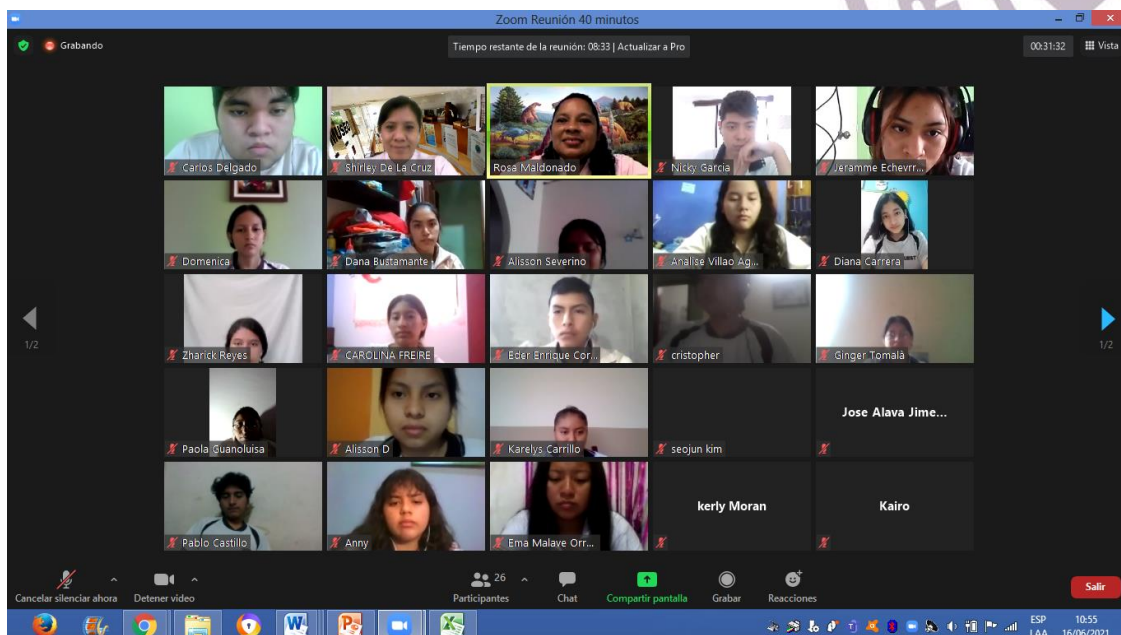 Zoom Reunión 40 minutos
Grabando
Tiempo restante de la reunión: 08:33 | Actualizar a Pro
00:31:32
Vista
Carlos Delgado
Shirley De La Cruz
Rosa Maldonado
Nicky Garcia
Jeramme Echevrr...
Domenica
Dana Bustamante
Alisson Severino
Analise Villao Ag...
Diana Carrera
1/2
Zharick Reyes
CAROLINA FREIRE
Eder Enrique Cor...
cristopher
Ginger Tomalá
1/2
Paola Guanoluisa
Alisson D
Karelys Carrillo
seojun kim
Jose Alava Jime...
Pablo Castillo
Anny
Ema Malave Orr...
kerly Moran
Kairo
Cancelar silenciar ahora
Detener video
26
Participantes
Chat
Compartir pantalla
Grabar
Reacciones
Salir
ESP
LAA
10:55
16/06/2021